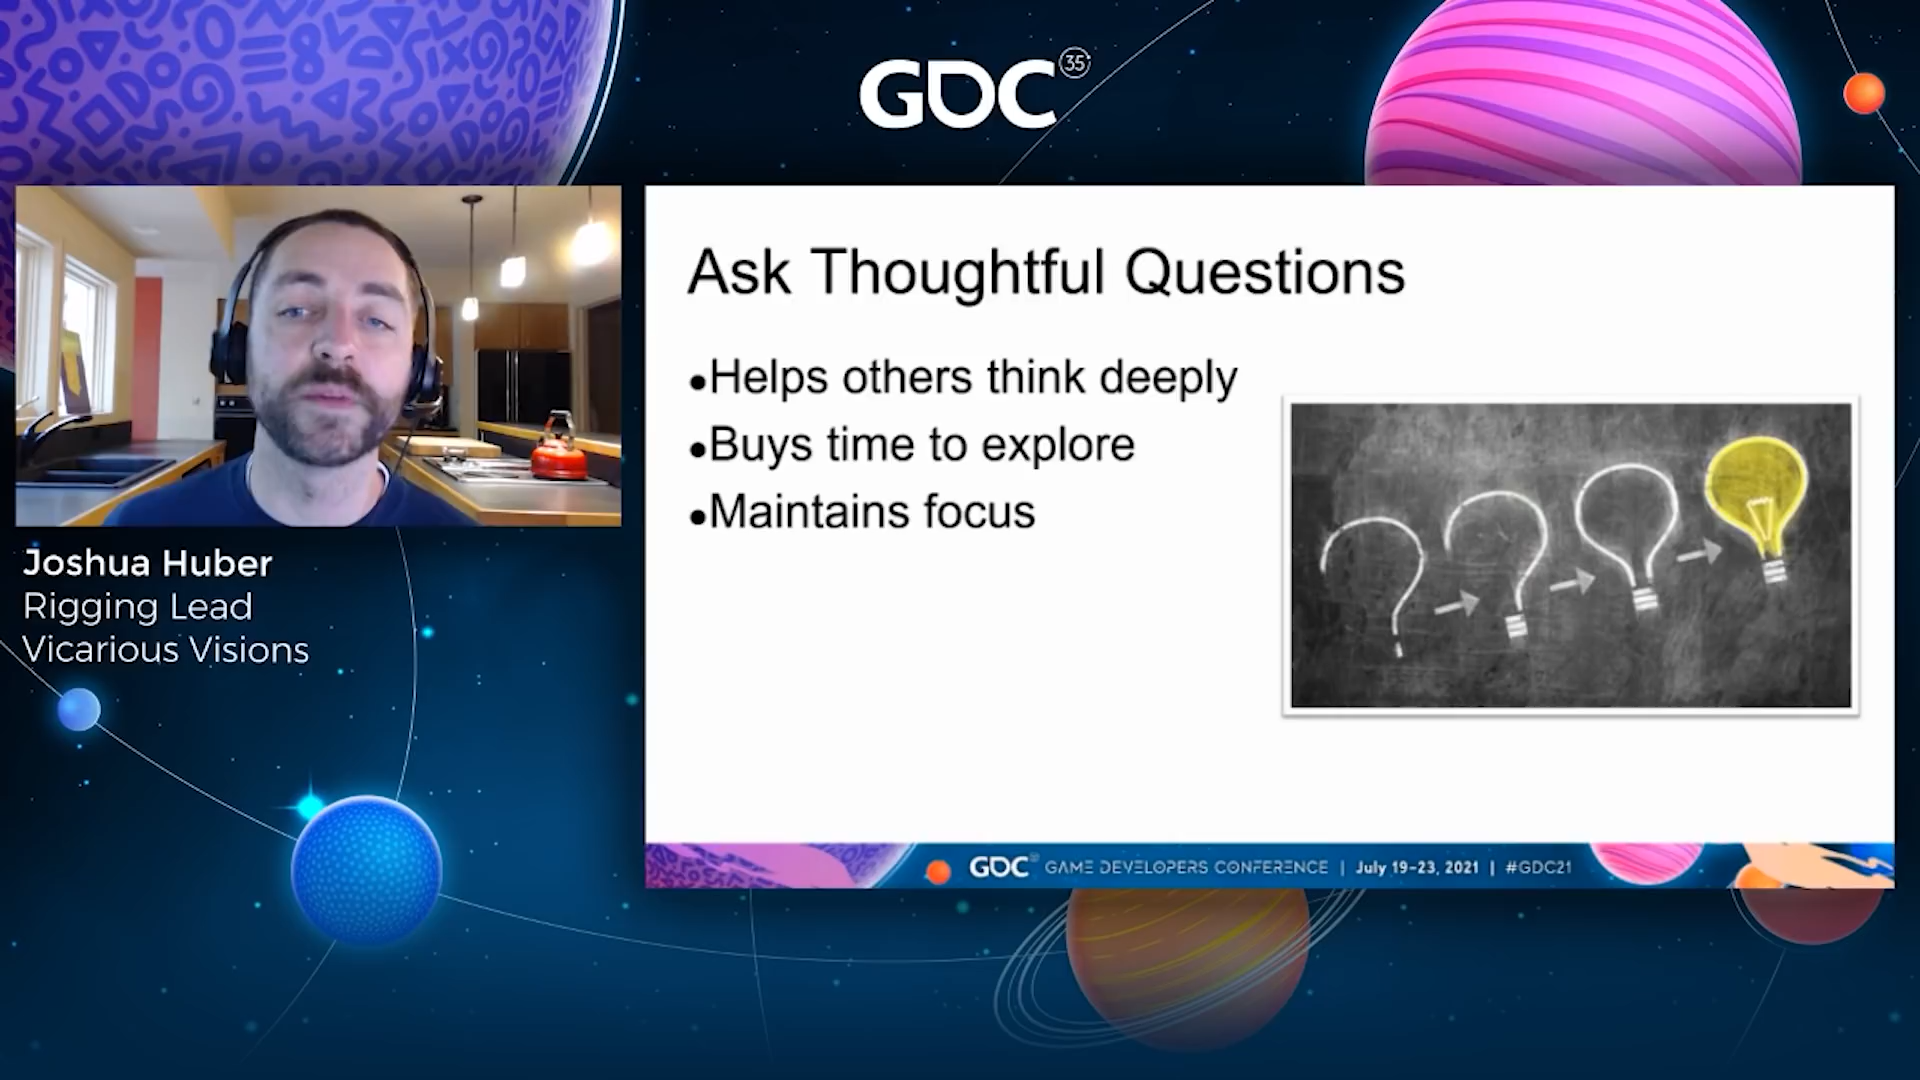 GDC 35
Ask Thoughtful Questions
•Helps others think deeply
•Buys time to explore
•Maintains focus
Joshua Huber
Rigging Lead
Vicarious Visions
GDC GAME DEVELOPERS CONFERENCE | July 19-23, 2021 | #GDC21